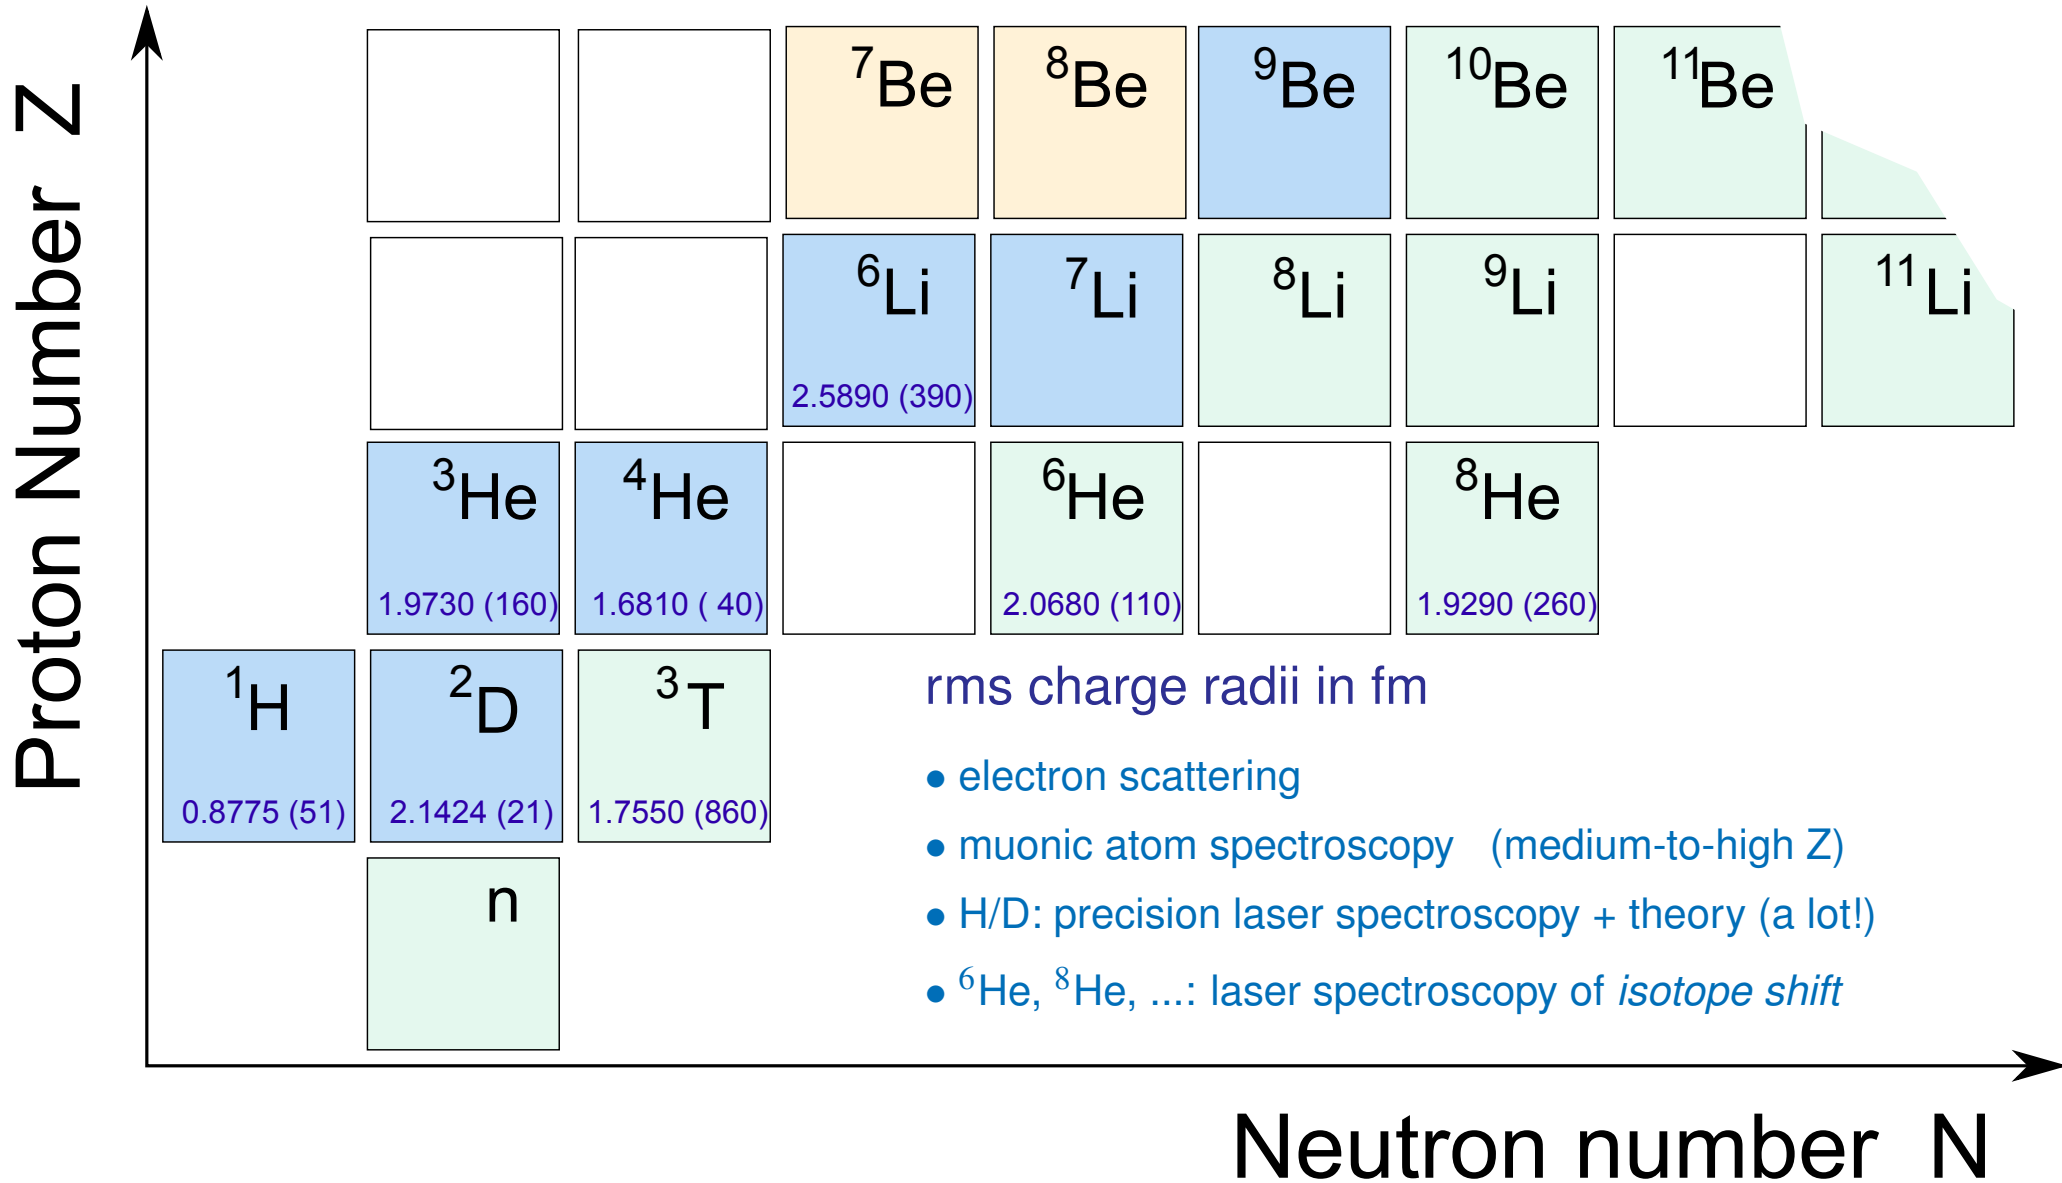 Proton Number Z
⁷Be ⁸Be ⁹Be ¹⁰Be ¹¹Be
⁶Li ⁷Li ⁸Li ⁹Li ¹¹Li
2.5890 (390)
³He ⁴He ⁶He ⁸He
1.9730 (160) 1.6810 ( 40) 2.0680 (110) 1.9290 (260)
¹H ²D ³T
0.8775 (51) 2.1424 (21) 1.7550 (860)
n
rms charge radii in fm
• electron scattering
• muonic atom spectroscopy (medium-to-high Z)
• H/D: precision laser spectroscopy + theory (a lot!)
• ⁶He, ⁸He, ...: laser spectroscopy of isotope shift
Neutron number N